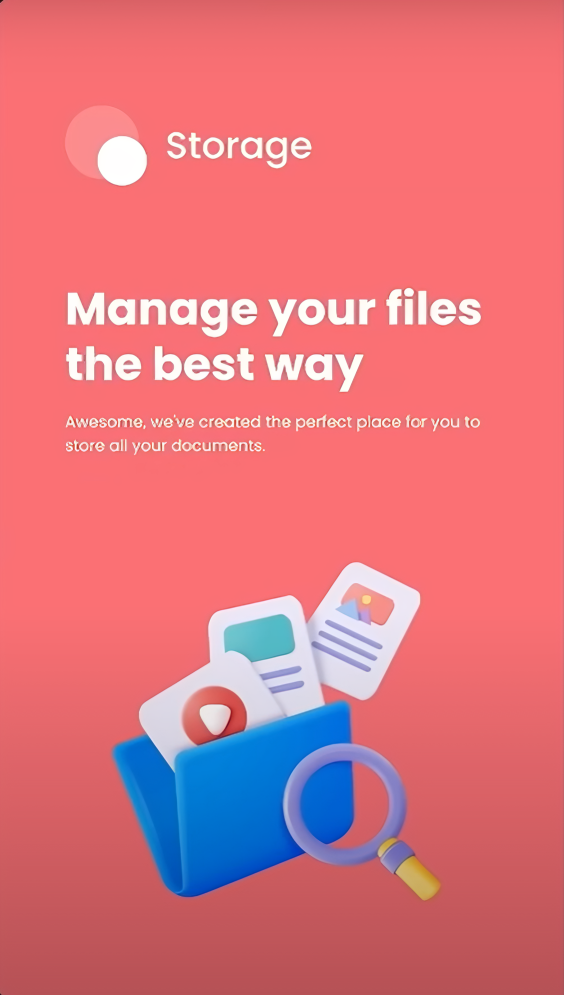 Storage
Manage your files
the best way
Awesome, we've created the perfect place for you to
store all your documents.